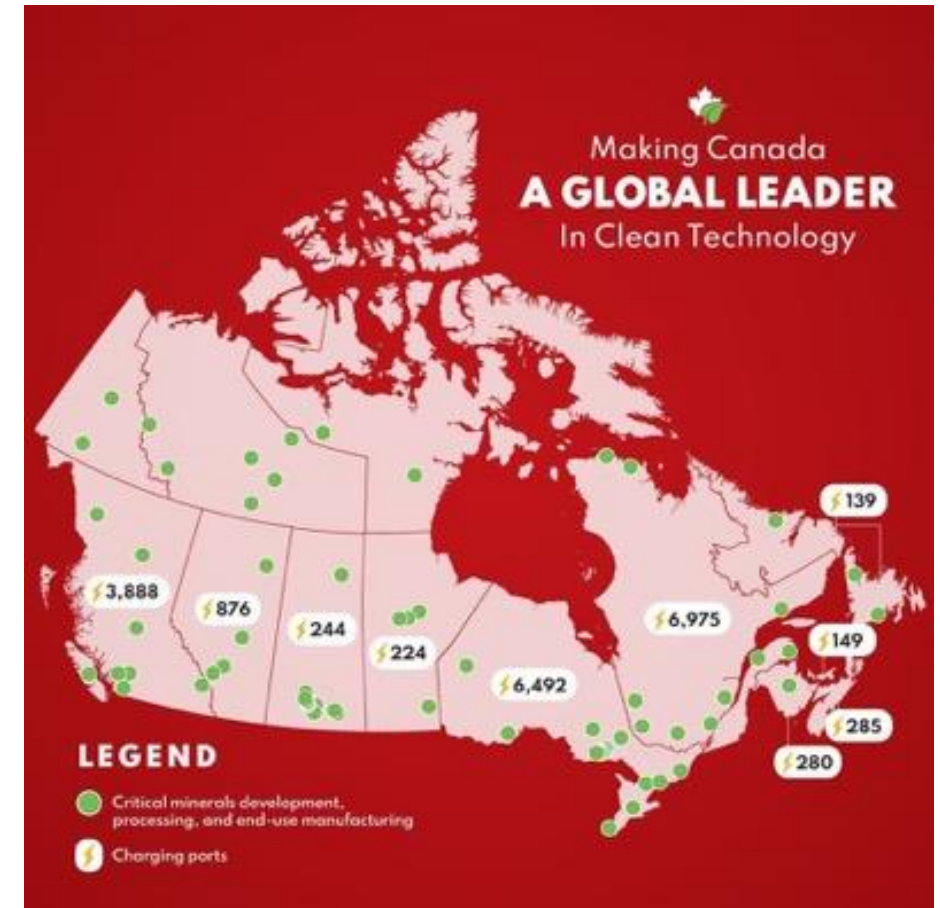 Making Canada
A GLOBAL LEADER
In Clean Technology
139
3,888
876
244
224
6,975
6,492
149
285
280
LEGEND
Critical minerals development,
processing, and end-use manufacturing
Charging ports